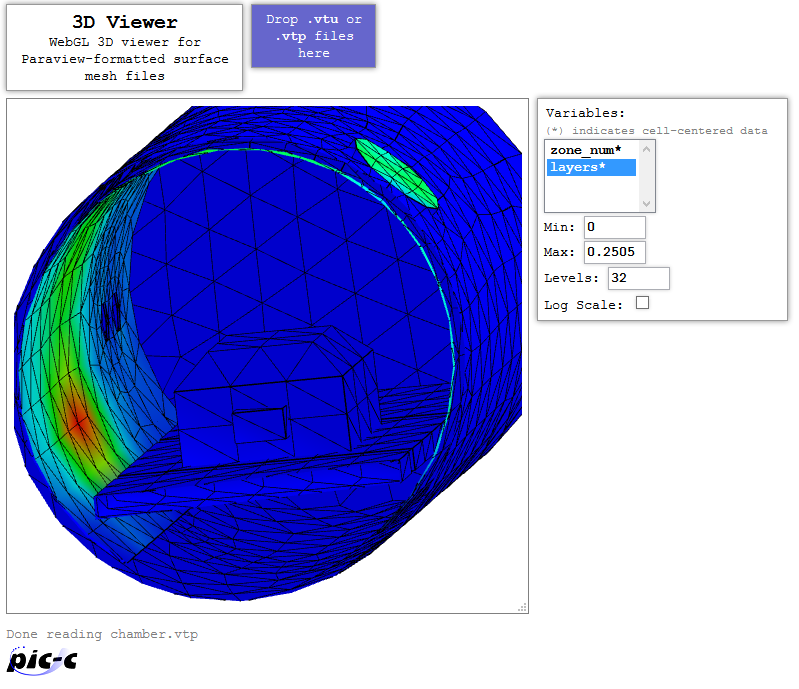 3D Viewer
WebGL 3D viewer for
Paraview-formatted surface
mesh files
Drop .vtu or
.vtp files
here
Variables:
(*) indicates cell-centered data
zone_num*
layers*
Min: 0
Max: 0.2505
Levels: 32
Log Scale:
Done reading chamber.vtp
pic-c